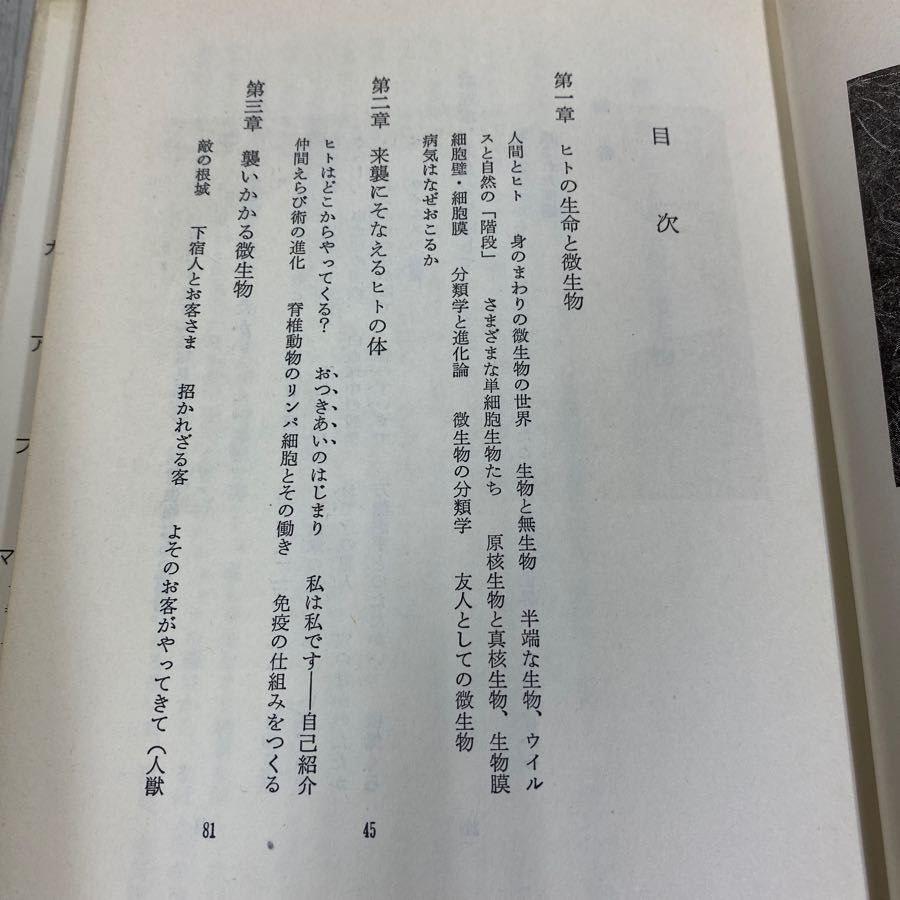 目次
第一章　ヒトの生命と微生物
人間とヒト　身のまわりの微生物の世界　生物と無生物　半端な生物、ウイル
スと自然の「階段」　さまざまな単細胞生物たち　原核生物と真核生物、生物膜
細胞壁・細胞膜　分類学と進化論　微生物の分類学　友人としての微生物
病気はなぜおこるか
第二章　来襲にそなえるヒトの体
45
ヒトはどこからやってくる？　おつきあいのはじまり　私は私です――自己紹介
仲間えらび術の進化　脊椎動物のリンパ細胞とその働き　免疫の仕組みをつくる
第三章　襲いかかる微生物
81
敵の根城　下宿人とお客さま　招かれざる客　よそのお客がやってきて（人獣